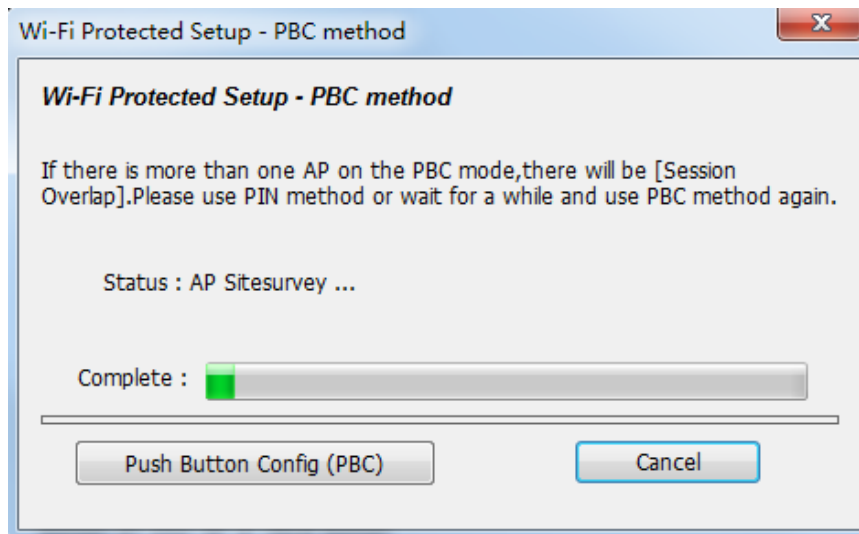 Wi-Fi Protected Setup - PBC method
Wi-Fi Protected Setup - PBC method
If there is more than one AP on the PBC mode,there will be [Session
Overlap].Please use PIN method or wait for a while and use PBC method again.
Status : AP Sitesurvey ...
Complete :
Push Button Config (PBC)
Cancel